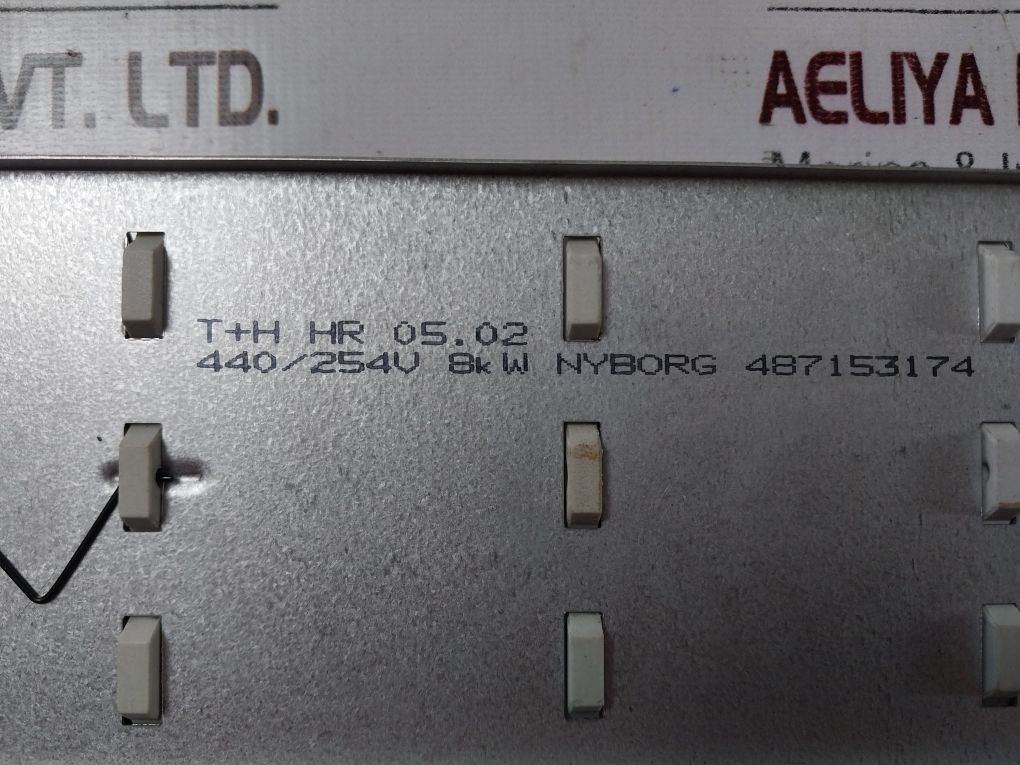 VT. LTD.
AELIYA
T+H HR 05.02
440/254V 8kW NYBORG 487153174